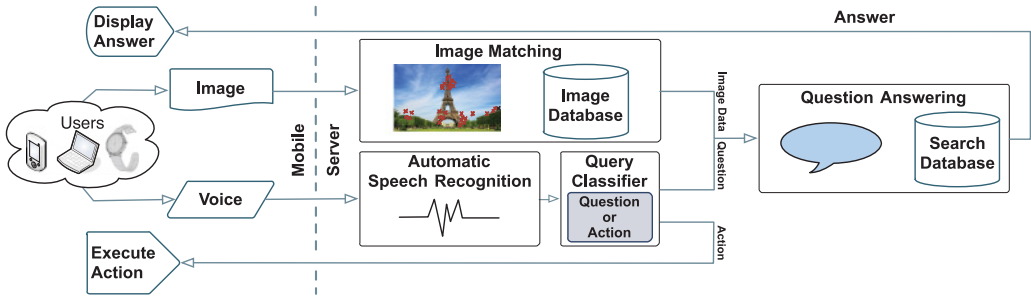 Display
Answer
Answer
Image Matching
Image
Image
Database
Users
Mobile
Server
Image Data
Question
Question Answering
Search
Database
Automatic
Speech Recognition
Query
Classifier
Question
or
Action
Voice
Action
Execute
Action